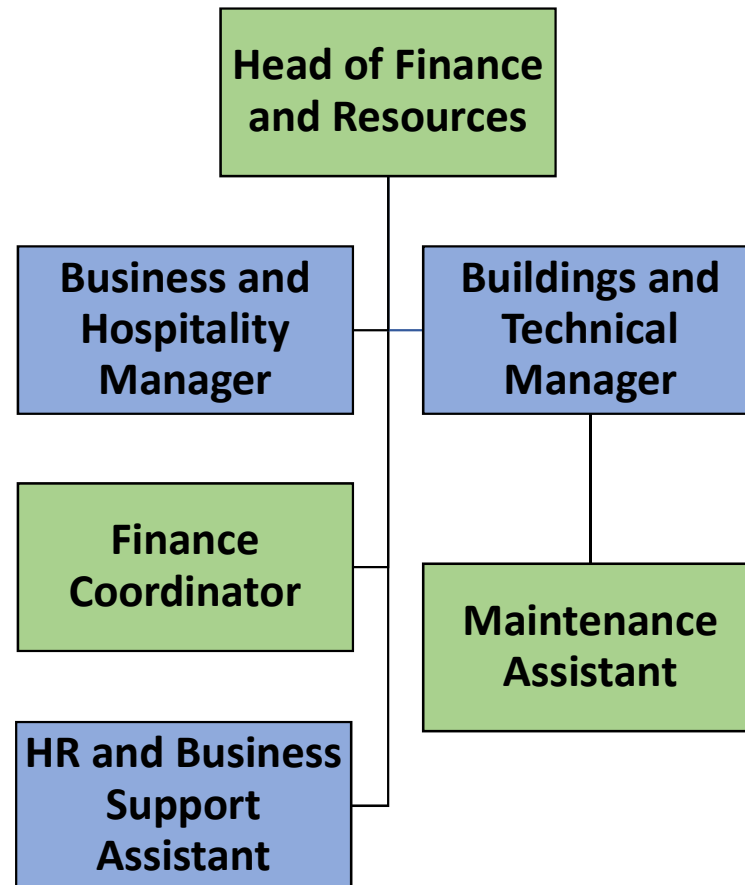 Head of Finance
and Resources
Business and
Hospitality
Manager
Buildings and
Technical
Manager
Finance
Coordinator
Maintenance
Assistant
HR and Business
Support
Assistant